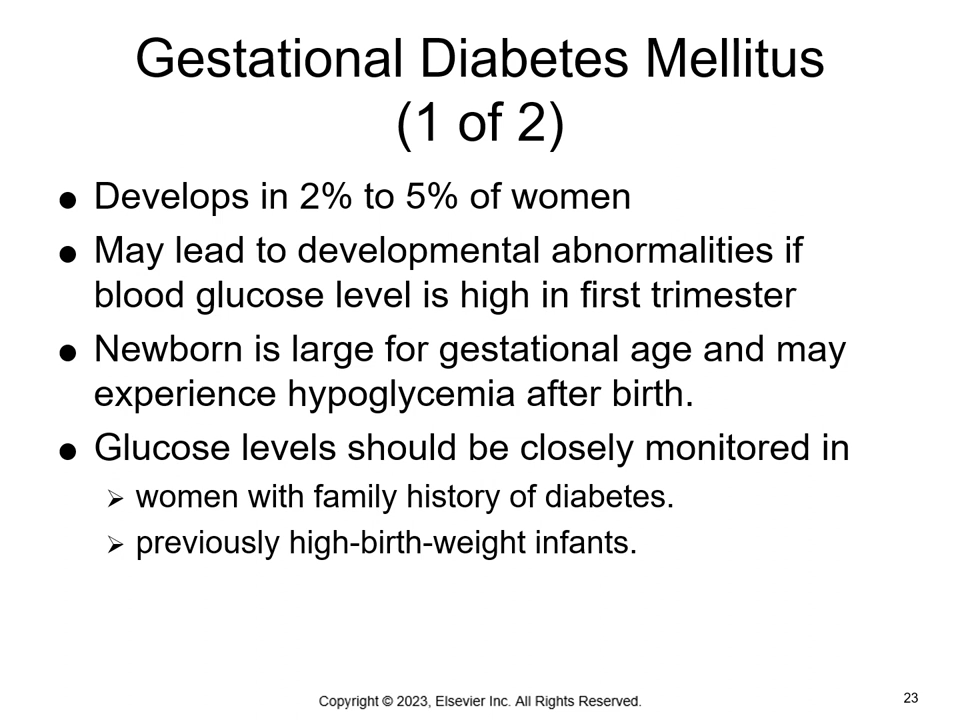 Gestational Diabetes Mellitus
(1 of 2)
● Develops in 2% to 5% of women
● May lead to developmental abnormalities if
blood glucose level is high in first trimester
● Newborn is large for gestational age and may
experience hypoglycemia after birth.
● Glucose levels should be closely monitored in
➢ women with family history of diabetes.
➢ previously high-birth-weight infants.
Copyright © 2023, Elsevier Inc. All Rights Reserved.
23